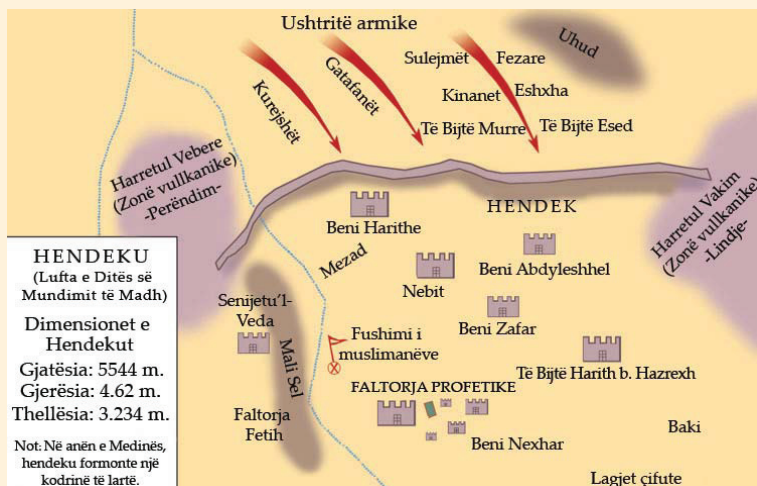 Ushtritë armike
Uhud
Sulejmët
Fezare
Gatafanët
Kurejshët
Kinanet
Eshxha
Të Bijtë Murre
Të Bijtë Esed
Harretul Vebere
(Zonë vullkanike)
-Perëndim-
Harretul Vakim
(Zonë vullkanike)
-Lindje-
HENDEK
Beni Harithe
Mezad
Nebit
Beni Abdyleshhel
Beni Zafar
Senijetu'l-
Veda
Mali Sel
Fushimi i
muslimanëve
Të Bijtë Harith b. Hazrexh
FALTORJA PROFETIKE
Faltorja
Fetih
Beni Nexhar
Baki
Lagjet çifute
HENDEKU
(Lufta e Ditës së
Mundimit të Madh)
Dimensionet e
Hendekut
Gjatësia: 5544 m.
Gjerësia: 4.62 m.
Thellësia: 3.234 m.
Not: Në anën e Medinës,
hendeku formonte një
kodrinë të lartë.